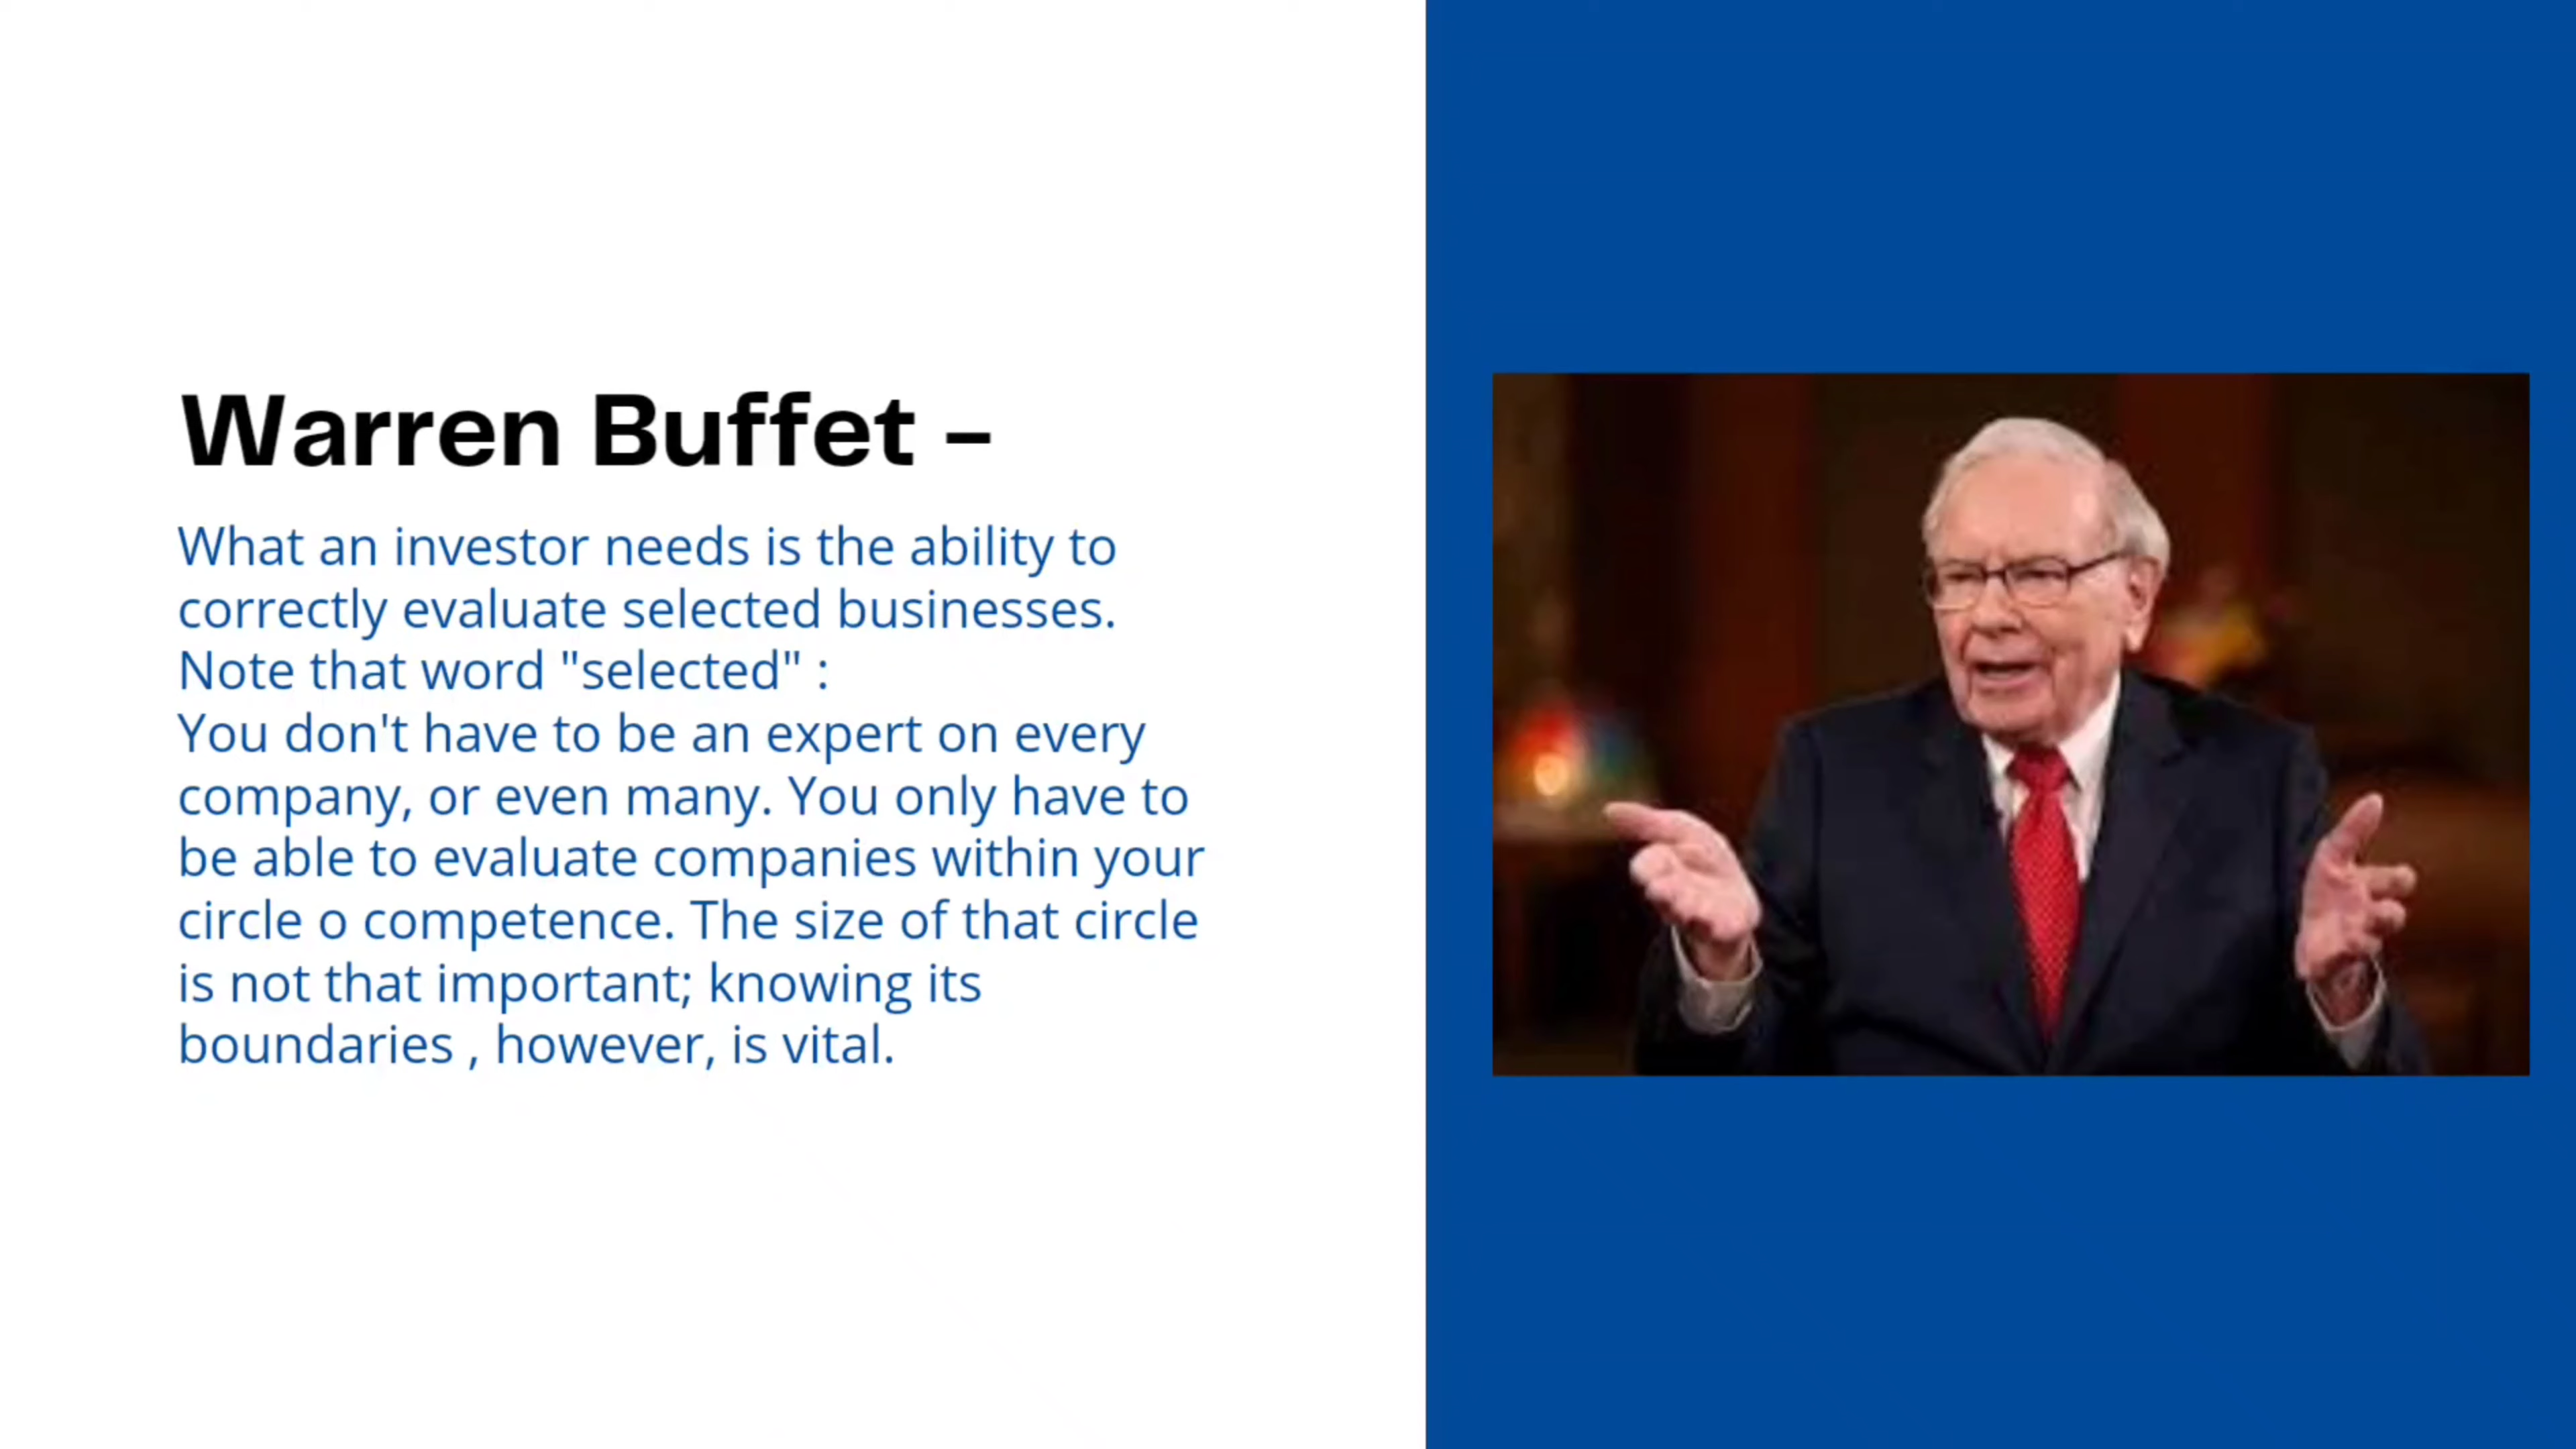 Warren Buffet –
What an investor needs is the ability to
correctly evaluate selected businesses.
Note that word "selected" :
You don't have to be an expert on every
company, or even many. You only have to
be able to evaluate companies within your
circle o competence. The size of that circle
is not that important; knowing its
boundaries , however, is vital.